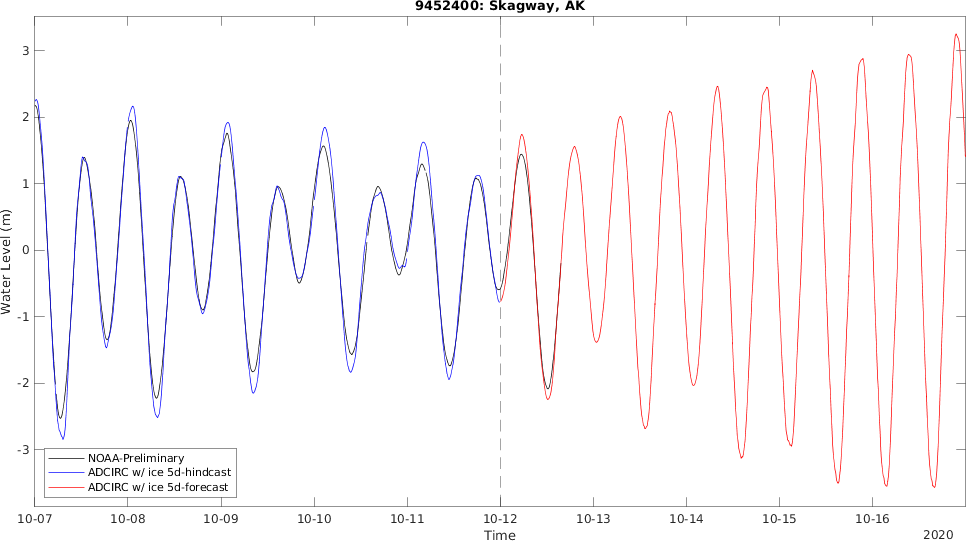 9452400: Skagway, AK
Water Level (m)
3
2
1
0
-1
-2
-3
NOAA-Preliminary
ADCIRC w/ ice 5d-hindcast
ADCIRC w/ ice 5d-forecast
10-07 10-08 10-09 10-10 10-11 10-12 10-13 10-14 10-15 10-16
Time
2020